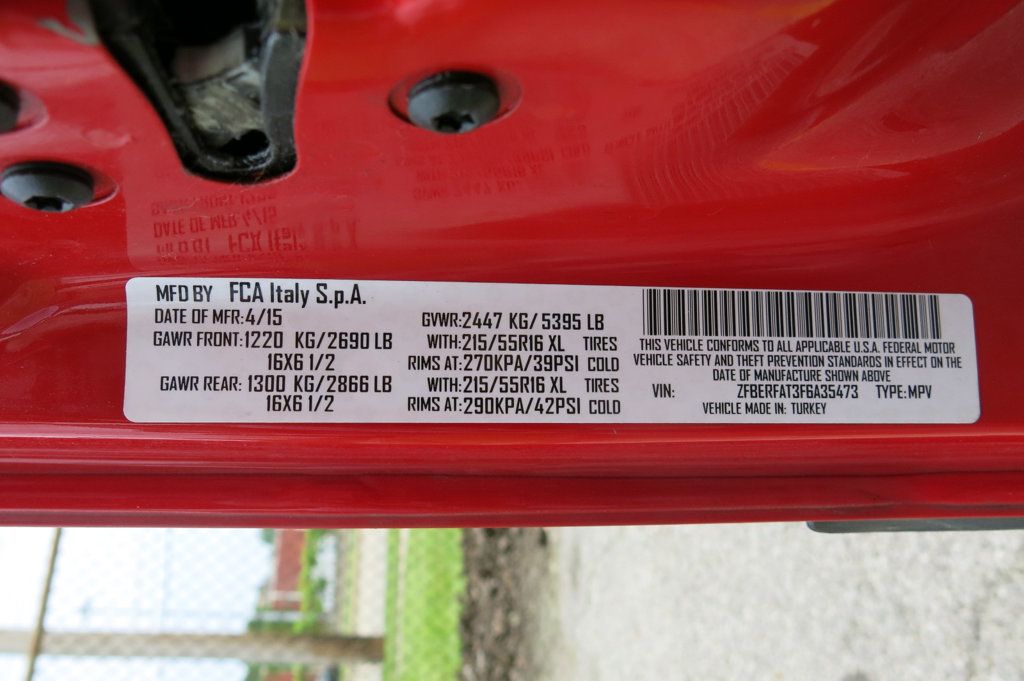 MFD BY FCA Italy S.p.A.
DATE OF MFR:4/15
GAWR FRONT:1220 KG/2690 LB
16X6 1/2
GAWR REAR: 1300 KG/2866 LB
16X6 1/2
GVWR:2447 KG/5395 LB
WITH:215/55R16 XL TIRES
RIMS AT:270KPA/39PSI COLD
WITH:215/55R16 XL TIRES
RIMS AT:290KPA/42PSI COLD
THIS VEHICLE CONFORMS TO ALL APPLICABLE U.S.A. FEDERAL MOTOR
VEHICLE SAFETY AND THEFT PREVENTION STANDARDS IN EFFECT ON THE
DATE OF MANUFACTURE SHOWN ABOVE
VIN: ZFBERFAT3F6A35473 TYPE:MPV
VEHICLE MADE IN: TURKEY